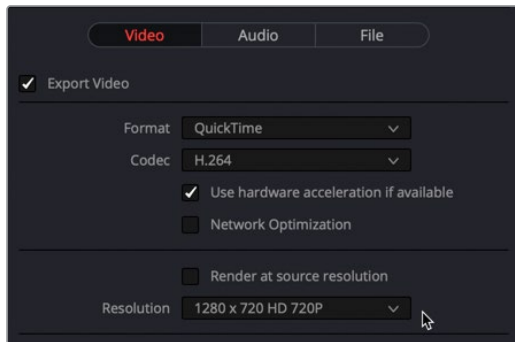 Video Audio File
Export Video
Format QuickTime
Codec H.264
Use hardware acceleration if available
Network Optimization
Render at source resolution
Resolution 1280 x 720 HD 720P